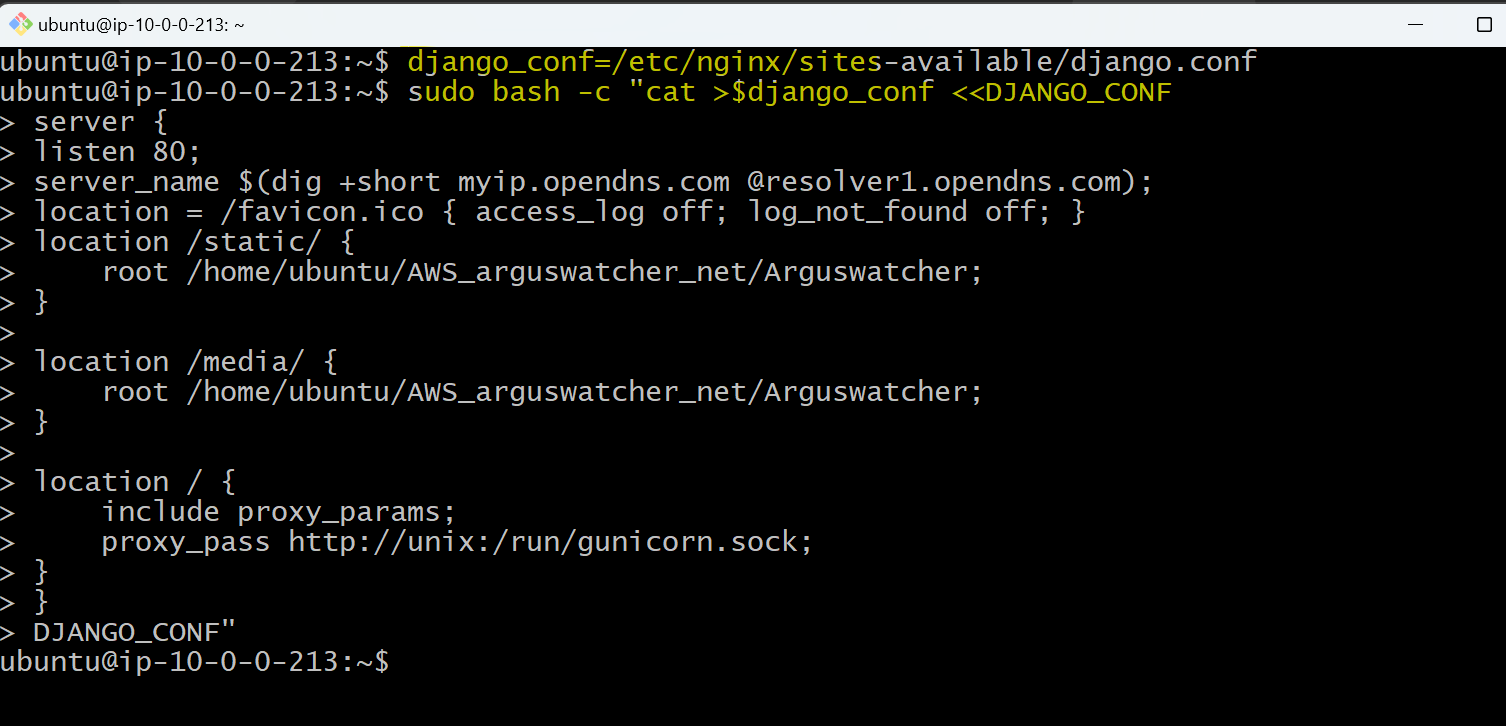 ubuntu@ip-10-0-0-213: ~
ubuntu@ip-10-0-0-213:~$ django_conf=/etc/nginx/sites-available/django.conf
ubuntu@ip-10-0-0-213:~$ sudo bash -c "cat >$django_conf <<DJANGO_CONF
> server {
> listen 80;
> server_name $(dig +short myip.opendns.com @resolver1.opendns.com);
> location = /favicon.ico { access_log off; log_not_found off; }
> location /static/ {
>     root /home/ubuntu/AWS_arguswatcher_net/Arguswatcher;
> }
>
> location /media/ {
>     root /home/ubuntu/AWS_arguswatcher_net/Arguswatcher;
> }
>
> location / {
>     include proxy_params;
>     proxy_pass http://unix:/run/gunicorn.sock;
> }
> }
> DJANGO_CONF"
ubuntu@ip-10-0-0-213:~$